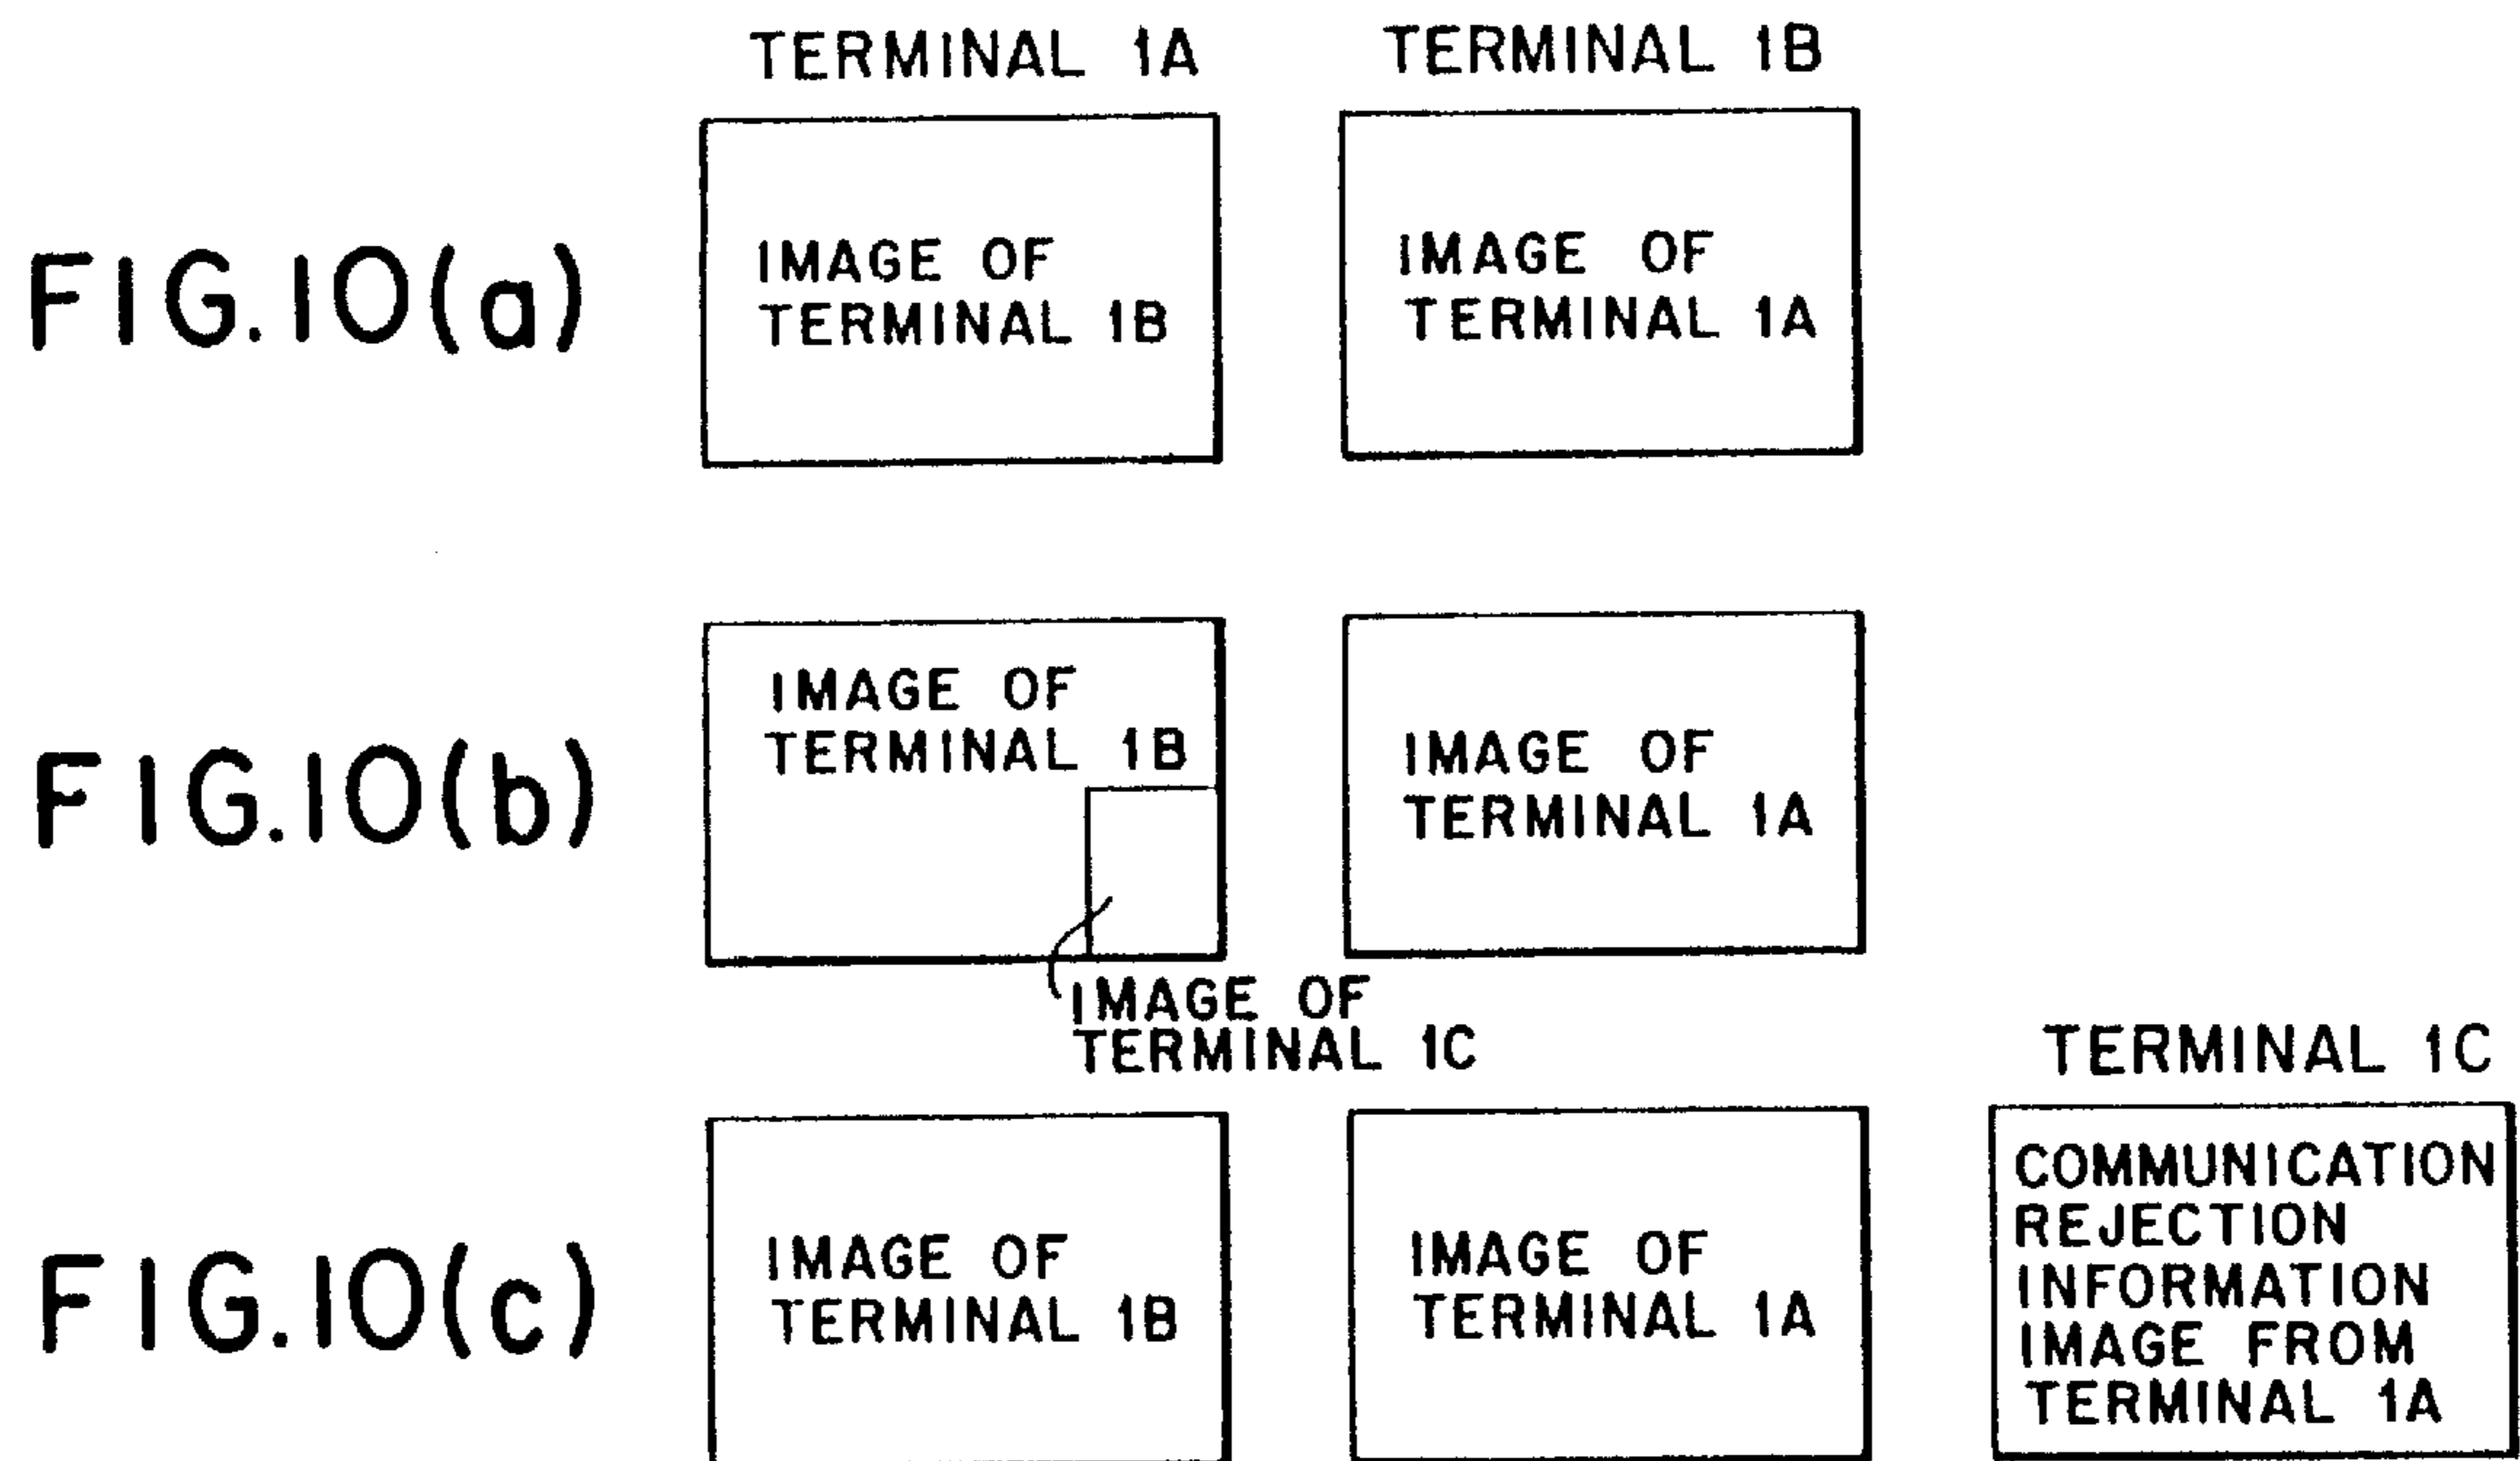 TERMINAL 1A
TERMINAL 1B
FIG.10(a)
IMAGE OF
TERMINAL 1B
IMAGE OF
TERMINAL 1A
FIG.10(b)
IMAGE OF
TERMINAL 1B
IMAGE OF
TERMINAL 1A
IMAGE OF
TERMINAL 1C
TERMINAL 1C
FIG.10(c)
IMAGE OF
TERMINAL 1B
IMAGE OF
TERMINAL 1A
COMMUNICATION
REJECTION
INFORMATION
IMAGE FROM
TERMINAL 1A